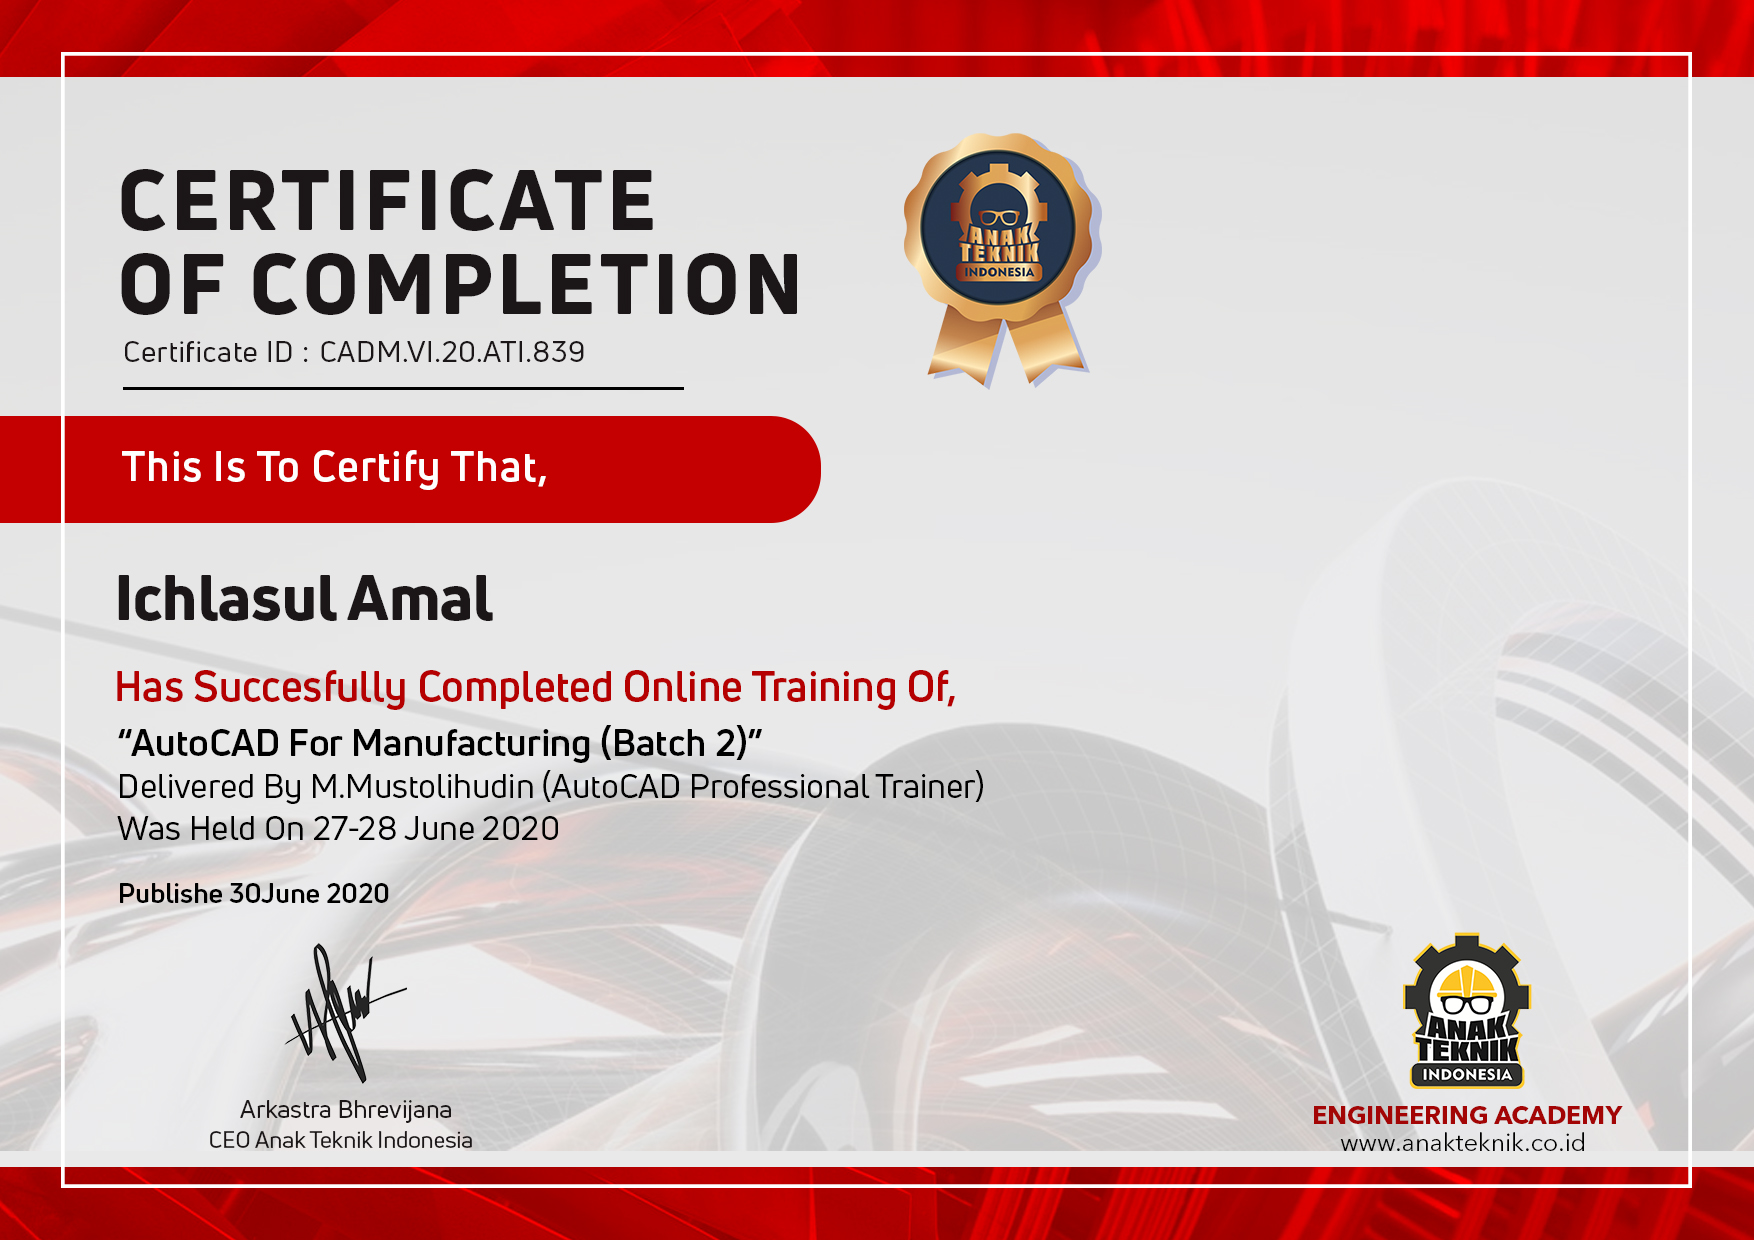 CERTIFICATE
OF COMPLETION
Certificate ID : CADM.VI.20.ATI.839
ANAK
TEKNIK
INDONESIA
This Is To Certify That,
Ichlasul Amal
Has Succesfully Completed Online Training Of,
“AutoCAD For Manufacturing (Batch 2)”
Delivered By M.Mustolihudin (AutoCAD Professional Trainer)
Was Held On 27-28 June 2020
Publishe 30June 2020
Arkastra Bhrevijana
CEO Anak Teknik Indonesia
ANAK
TEKNIK
INDONESIA
ENGINEERING ACADEMY
www.anakteknik.co.id